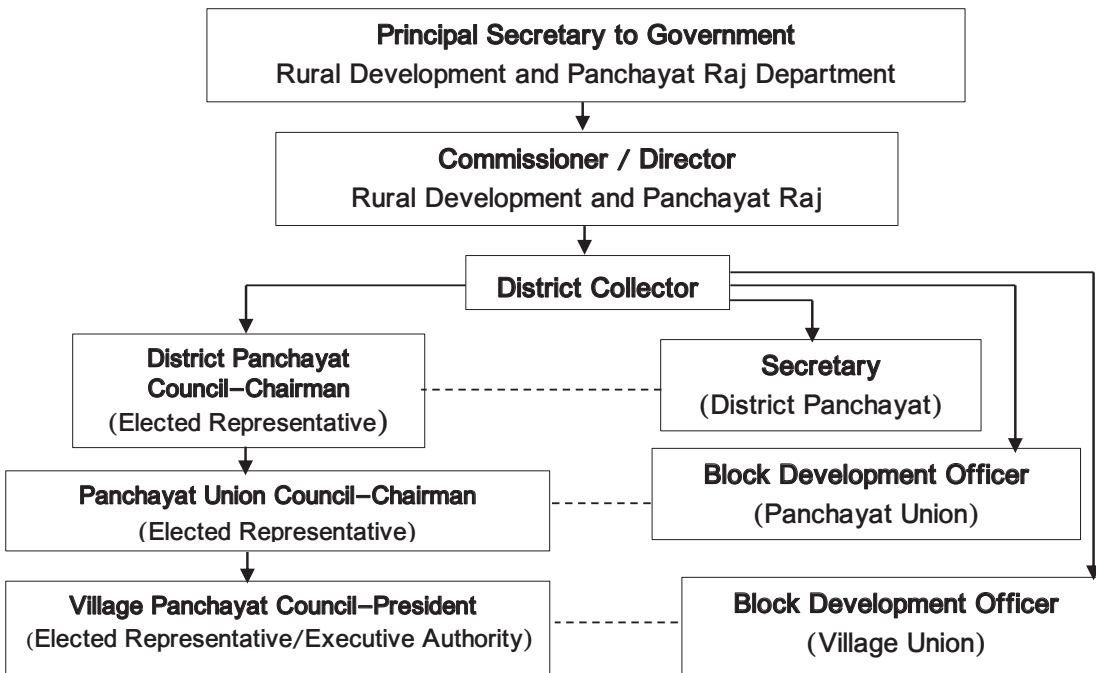 Principal Secretary to Government
Rural Development and Panchayat Raj Department
Commissioner / Director
Rural Development and Panchayat Raj
District Collector
District Panchayat
Council–Chairman
(Elected Representative)
Secretary
(District Panchayat)
Panchayat Union Council–Chairman
(Elected Representative)
Block Development Officer
(Panchayat Union)
Village Panchayat Council–President
(Elected Representative/Executive Authority)
Block Development Officer
(Village Union)